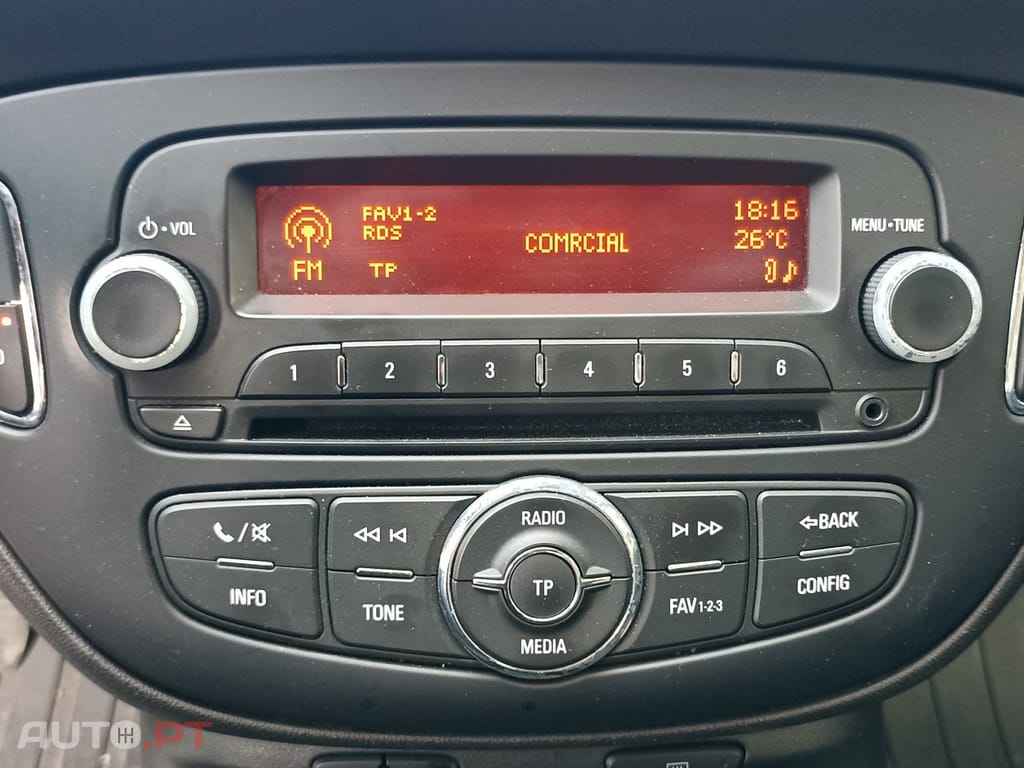 FAV1-2
18:16
RDS
COMRCIAL
26°C
FM
TP
VOL
MENU•TUNE
1 2 3 4 5 6
RADIO
BACK
INFO
TONE
TP
FAV1-2-3
CONFIG
MEDIA
AUTO.PT